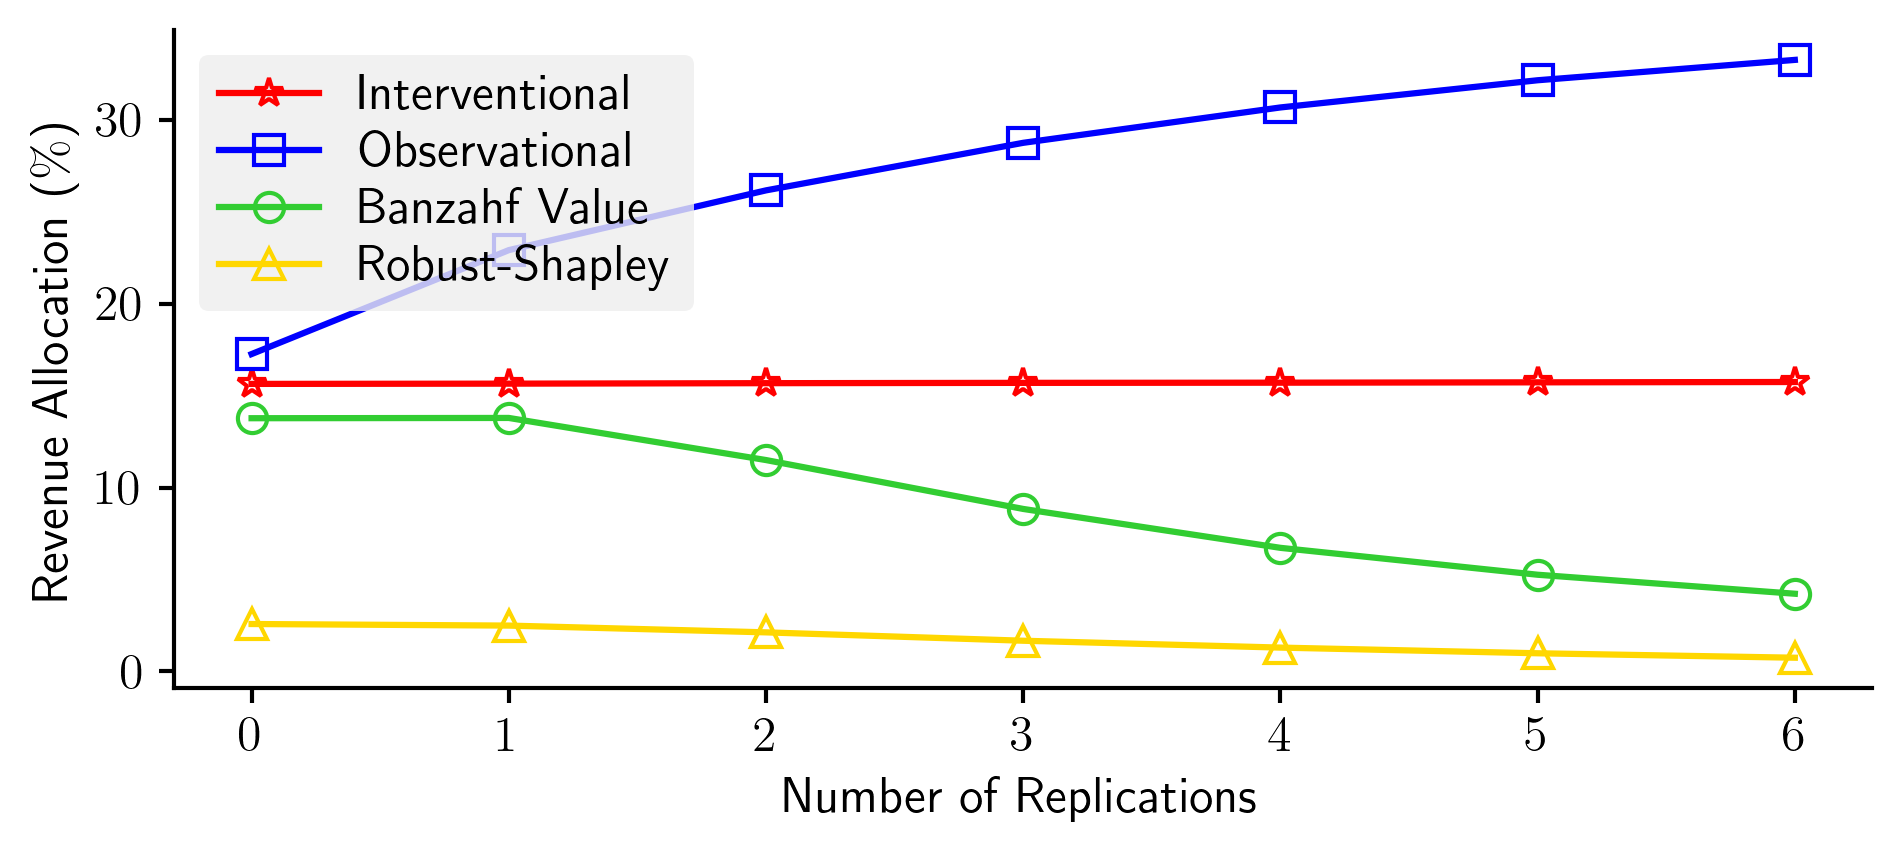 Interventional
Observational
Banzahf Value
Robust-Shapley
Revenue Allocation (%)
30
20
10
0
0 1 2 3 4 5 6
Number of Replications